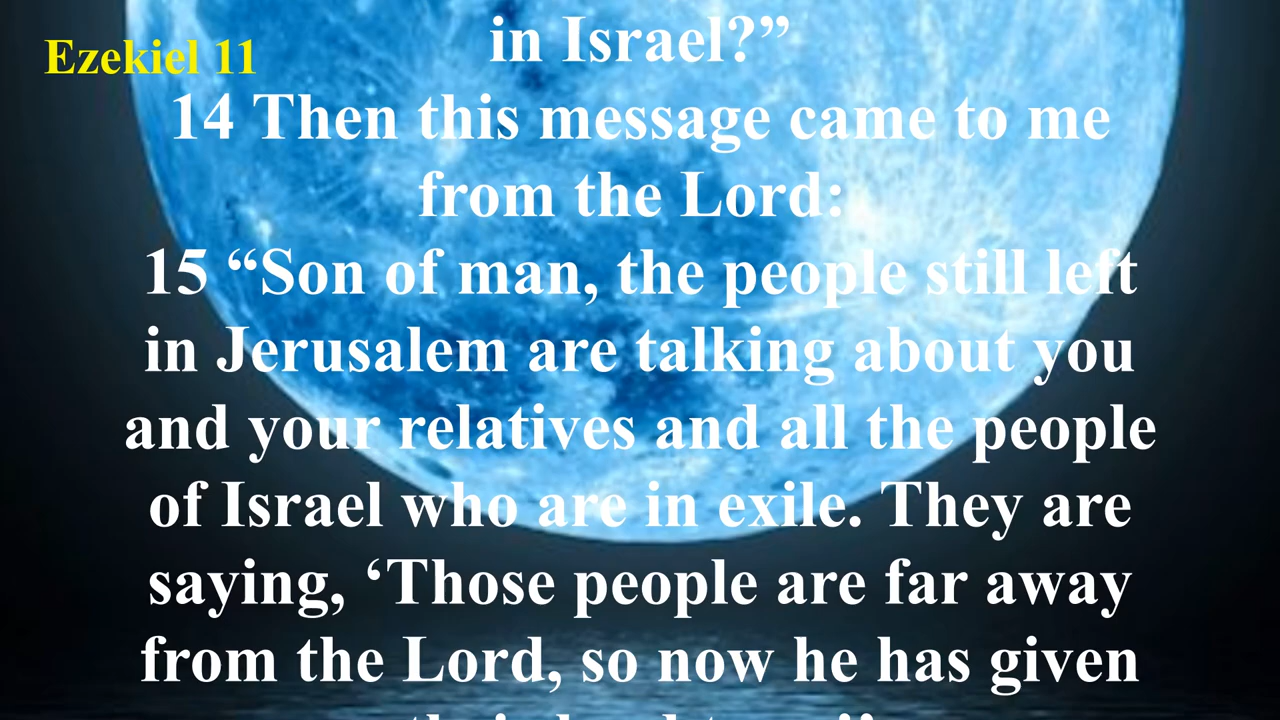 in Israel?”
Ezekiel 11
14 Then this message came to me
from the Lord:
15 “Son of man, the people still left
in Jerusalem are talking about you
and your relatives and all the people
of Israel who are in exile. They are
saying, ‘Those people are far away
from the Lord, so now he has given